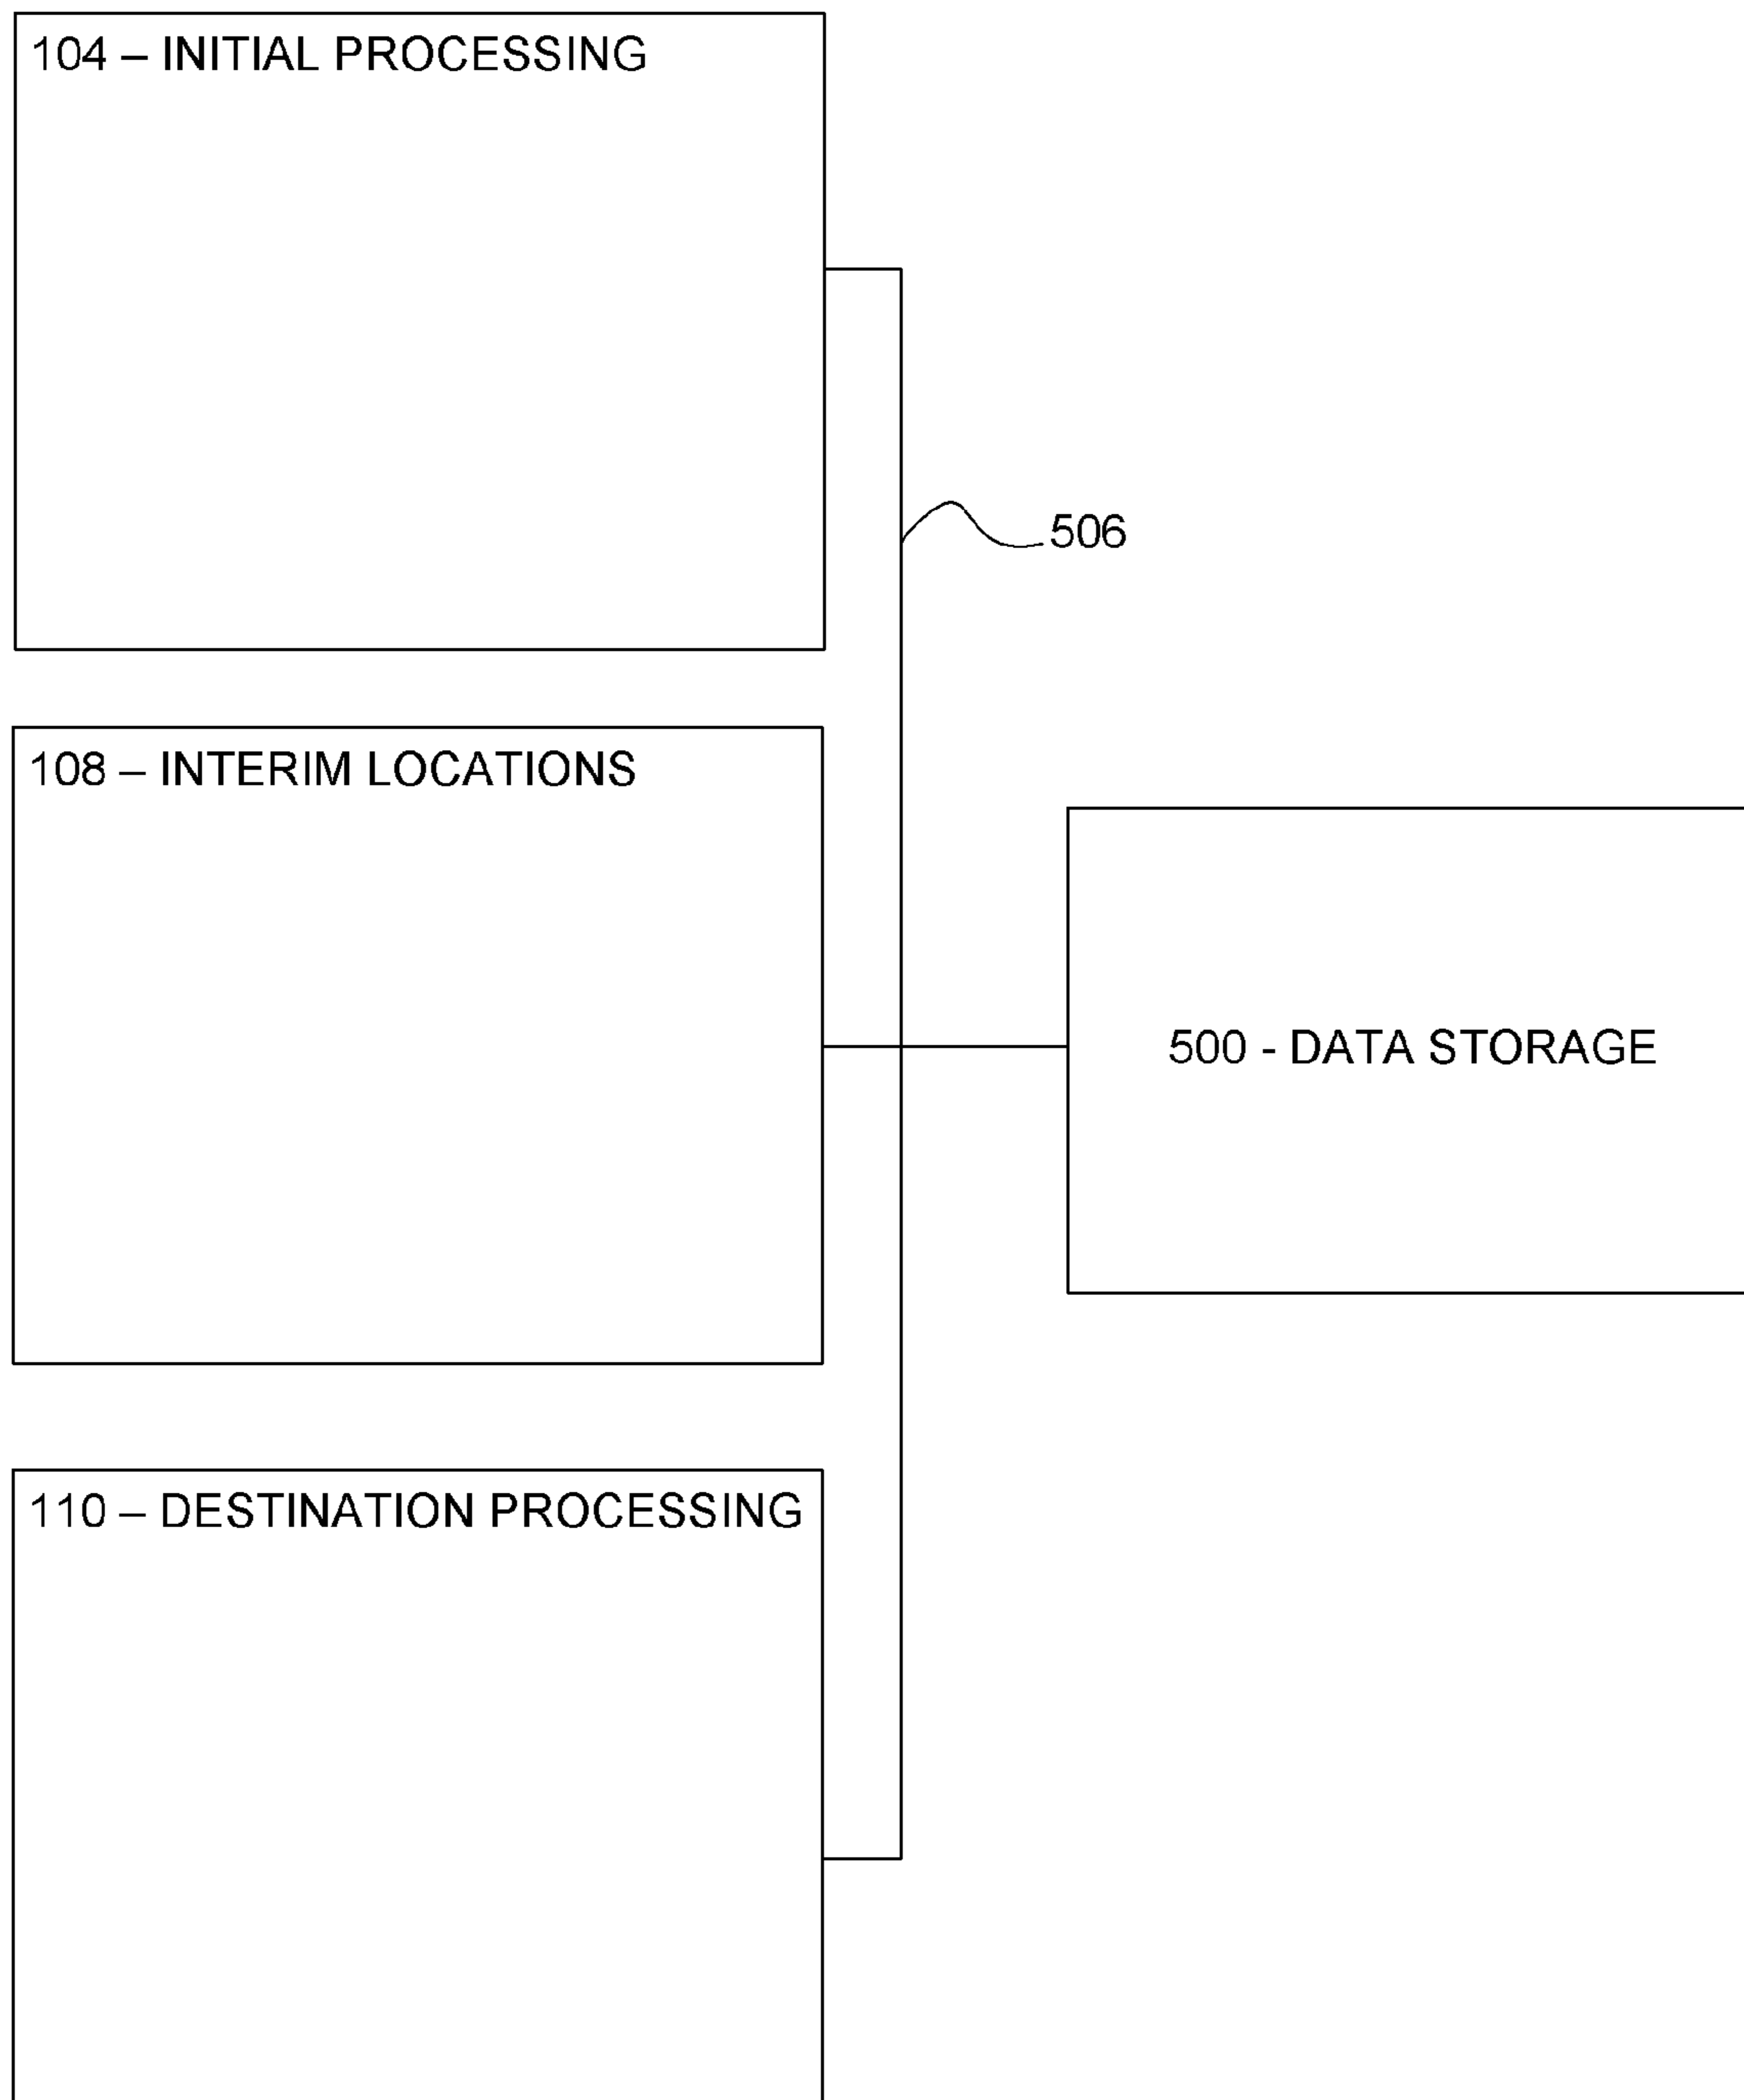 104 – INITIAL PROCESSING
506
108 – INTERIM LOCATIONS
500 - DATA STORAGE
110 – DESTINATION PROCESSING